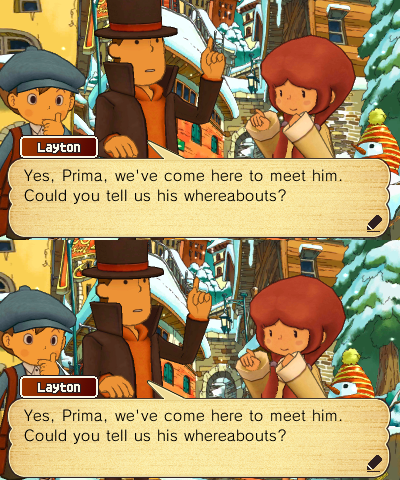 Layton
Yes, Prima, we've come here to meet him.
Could you tell us his whereabouts?
Layton
Yes, Prima, we've come here to meet him.
Could you tell us his whereabouts?